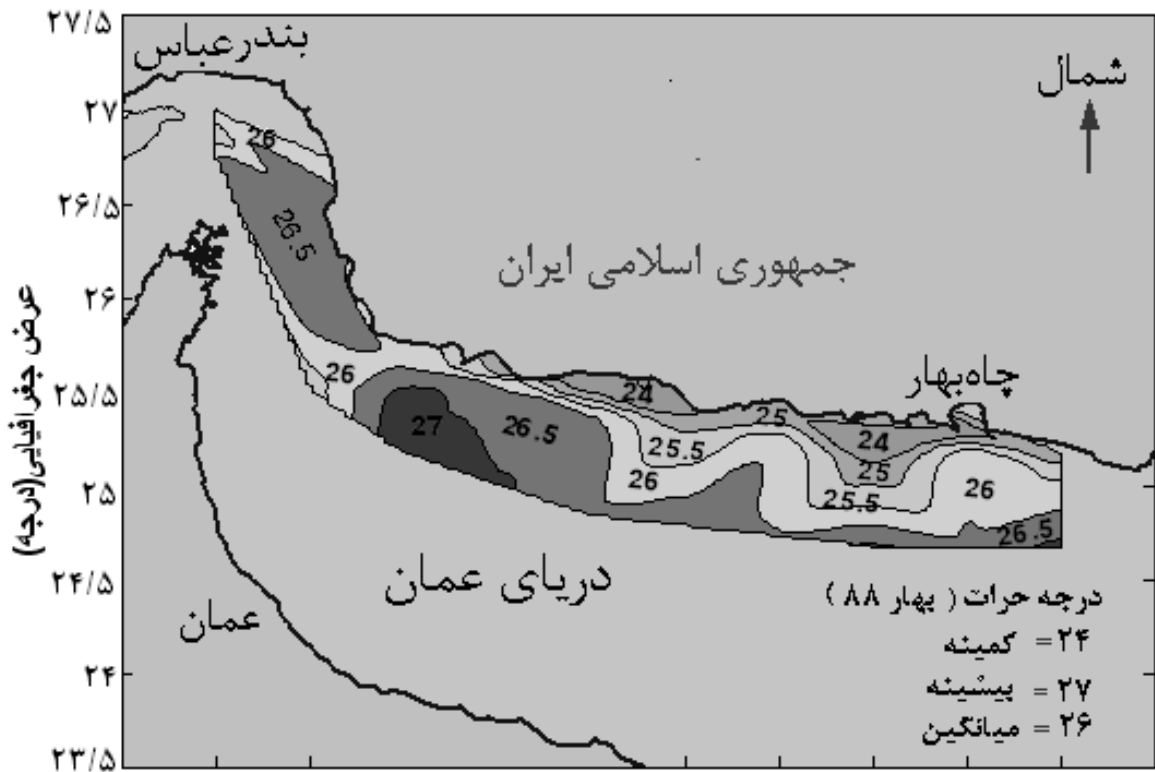 ۲۷/۵
بندرعباس
شمال
۲۷
26
۲۶/۵
26.5
جمهوری اسلامی ایران
۲۶
عرض جغرافیایی(درجه)
26
چاه‌بهار
24
۲۵/۵
25
27
26.5
24
25.5
25
26
26
25.5
۲۵
26.5
دریای عمان
۲۴/۵
درجه حرات ( بهار ۸۸ )
عمان
کمینه = ۲۴
۲۴
پیشینه = ۲۷
میانگین = ۲۶
۲۳/۵